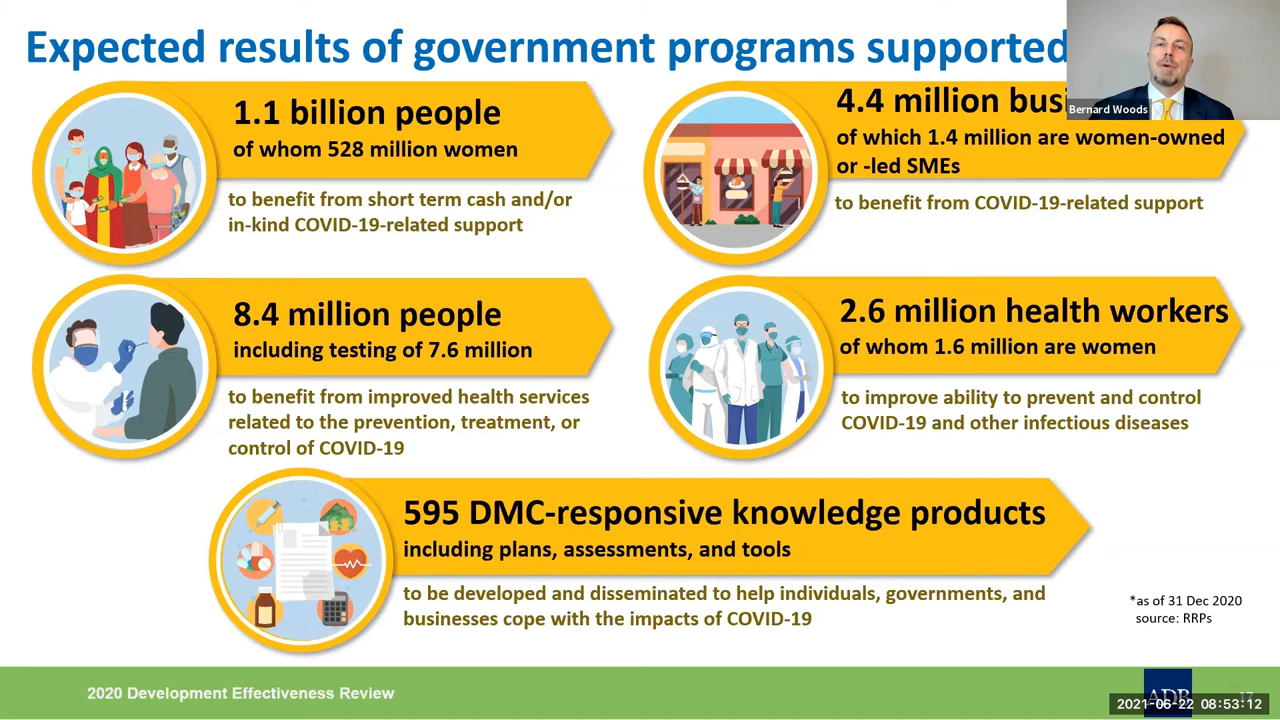 Expected results of government programs supported
Bernard Woods
1.1 billion people
of whom 528 million women
to benefit from short term cash and/or
in-kind COVID-19-related support
4.4 million
of which 1.4 million are women-owned
or -led SMEs
to benefit from COVID-19-related support
8.4 million people
including testing of 7.6 million
to benefit from improved health services
related to the prevention, treatment, or
control of COVID-19
2.6 million health workers
of whom 1.6 million are women
to improve ability to prevent and control
COVID-19 and other infectious diseases
595 DMC-responsive knowledge products
including plans, assessments, and tools
to be developed and disseminated to help individuals, governments, and
businesses cope with the impacts of COVID-19
*as of 31 Dec 2020
source: RRPs
2020 Development Effectiveness Review
ADB
2021-06-22 08:53:12